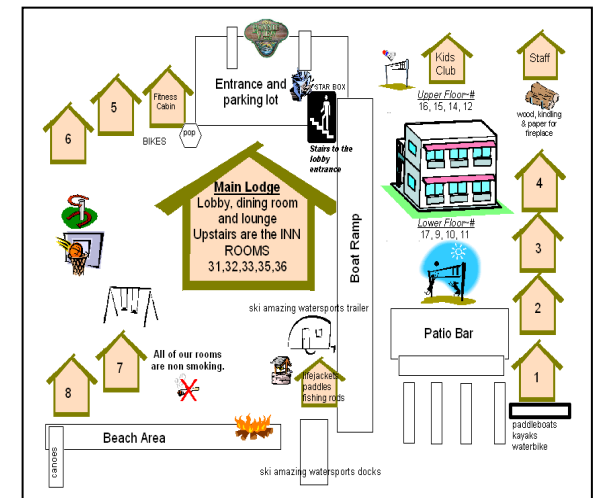 Entrance and
parking lot
STAR BOX
Kids
Club
Staff
Upper Floor~#
16, 15, 14, 12
wood, kindling
& paper for
fireplace
5
Fitness
Cabin
6
BIKES
pop
Stairs to the
lobby
entrance
Main Lodge
Lobby, dining room
and lounge
Upstairs are the INN
ROOMS
31,32,33,35,36
Boat Ramp
Lower Floor~#
17, 9, 10, 11
4
3
2
1
ski amazing watersports trailer
Patio Bar
7
8
All of our rooms
are non smoking.
lifejackets
paddles
fishing rods
Beach Area
canoes
ski amazing watersports docks
paddleboats
kayaks
waterbike